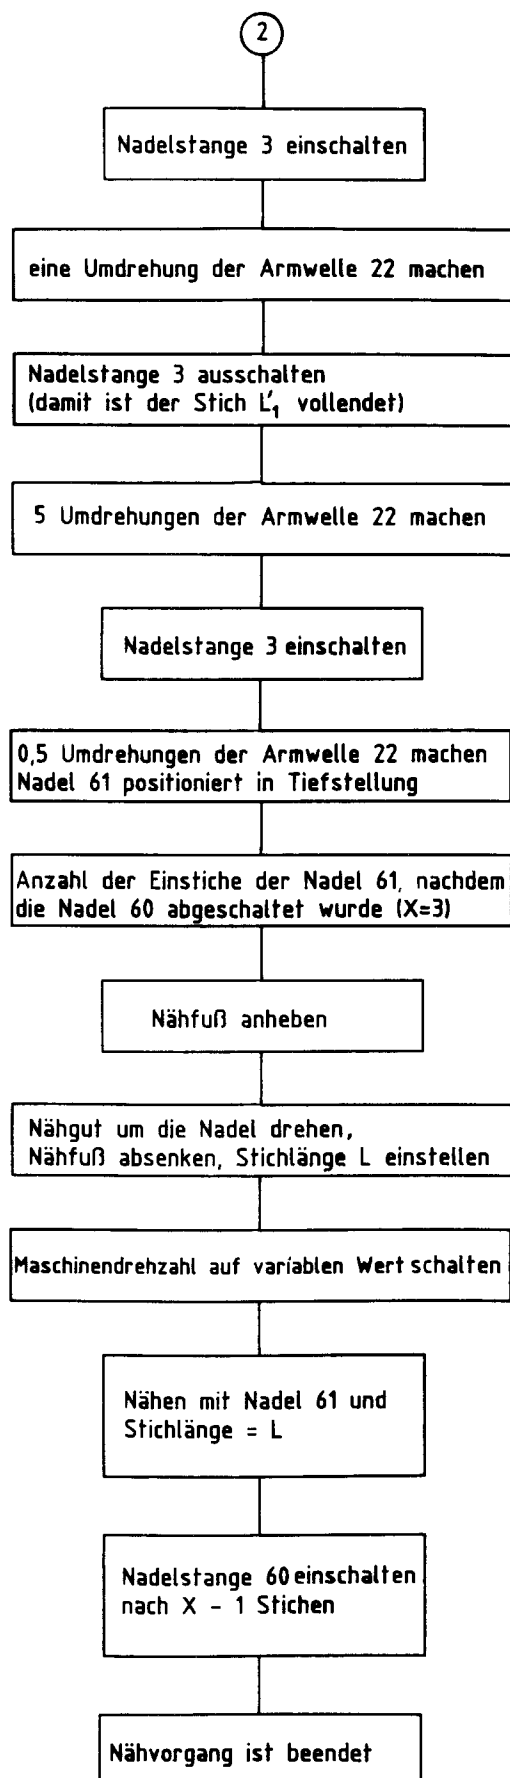 2
Nadelstange 3 einschalten
eine Umdrehung der Armwelle 22 machen
Nadelstange 3 ausschalten
(damit ist der Stich L'₁ vollendet)
5 Umdrehungen der Armwelle 22 machen
Nadelstange 3 einschalten
0,5 Umdrehungen der Armwelle 22 machen
Nadel 61 positioniert in Tiefstellung
Anzahl der Einstiche der Nadel 61, nachdem
die Nadel 60 abgeschaltet wurde (X=3)
Nähfuß anheben
Nähgut um die Nadel drehen,
Nähfuß absenken, Stichlänge L einstellen
Maschinendrehzahl auf variablen Wert schalten
Nähen mit Nadel 61 und
Stichlänge = L
Nadelstange 60 einschalten
nach X - 1 Stichen
Nähvorgang ist beendet